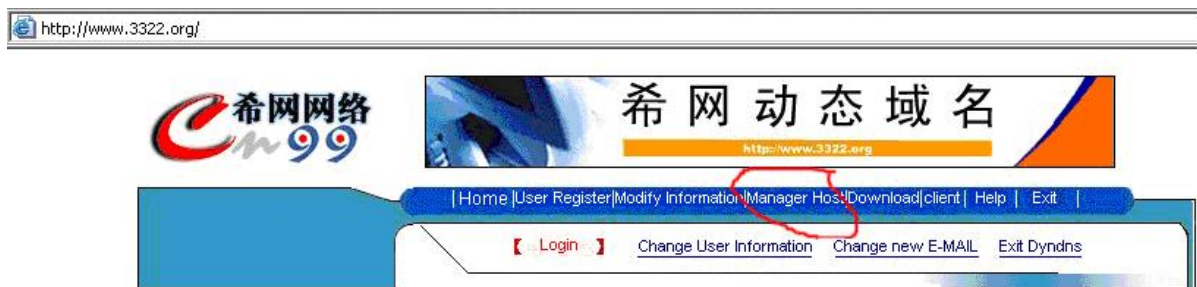 http://www.3322.org/
希网网络
cn99
希网动态域名
http://www.3322.org
|Home|User Register|Modify Information|Manager Host|Download|client| Help | Exit |
【 Login 】 Change User Information Change new E-MAIL Exit Dyndns